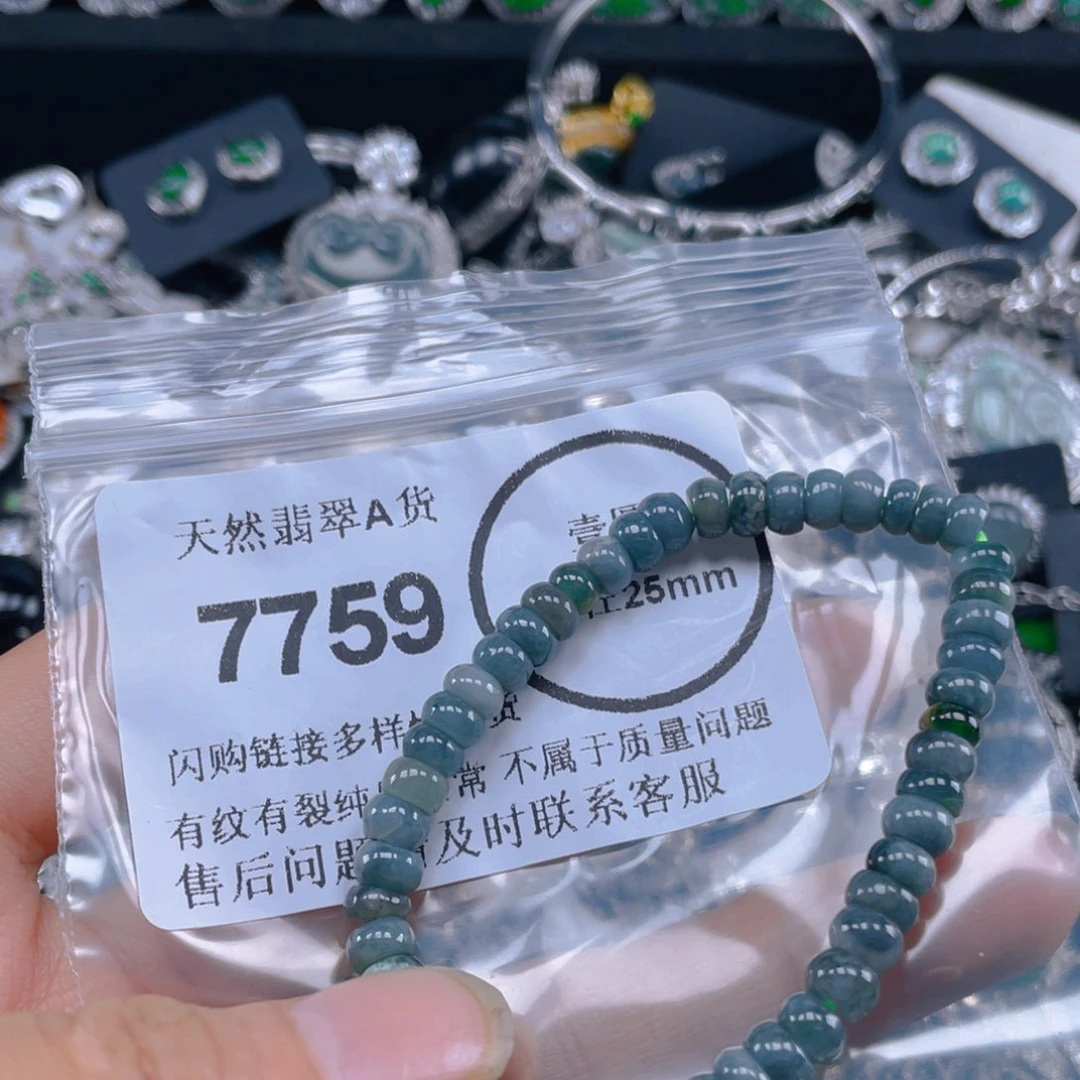 天然翡翠A货
7759
壹
25mm
闪购链接多样
有纹有裂纯 常 不属于质量问题
售后问题 及时联系客服